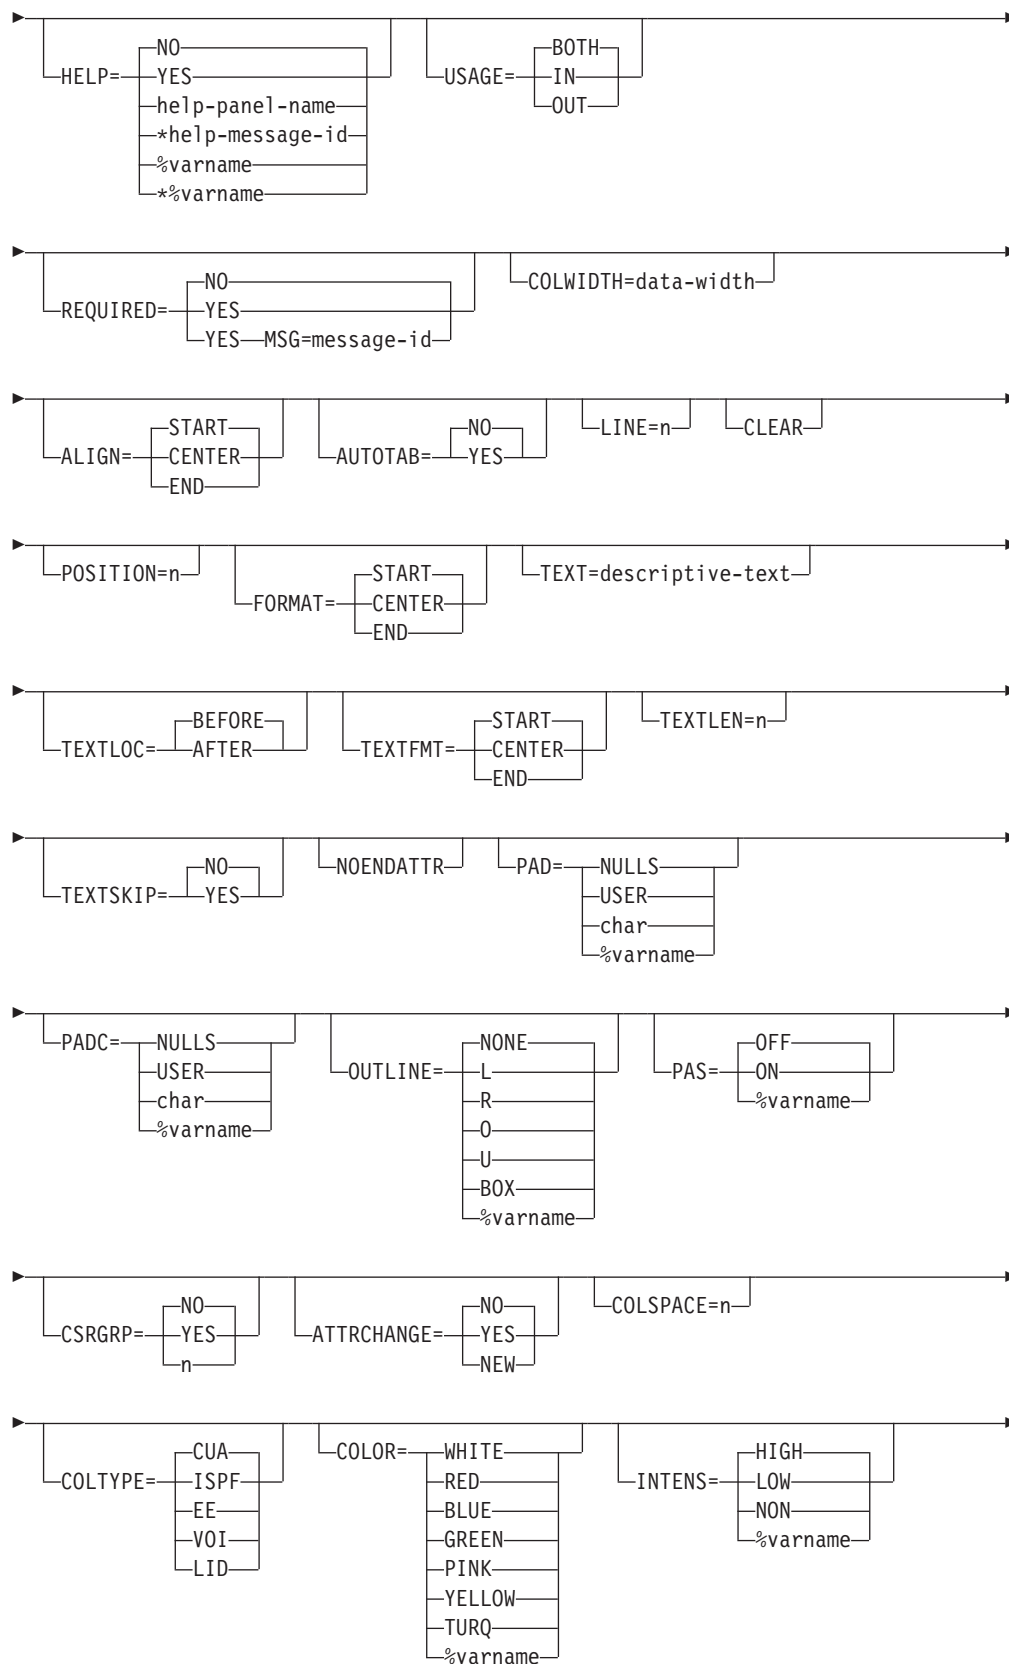 HELP= NO
YES
help-panel-name
*help-message-id
%varname
*%varname
USAGE= BOTH
IN
OUT
REQUIRED= NO
YES
YES MSG=message-id
COLWIDTH=data-width
ALIGN= START
CENTER
END
AUTOTAB= NO
YES
LINE=n
CLEAR
POSITION=n
FORMAT= START
CENTER
END
TEXT=descriptive-text
TEXTLOC= BEFORE
AFTER
TEXTFMT= START
CENTER
END
TEXTLEN=n
TEXTSKIP= NO
YES
NOENDATTR
PAD= NULLS
USER
char
%varname
PADC= NULLS
USER
char
%varname
OUTLINE= NONE
L
R
O
U
BOX
%varname
PAS= OFF
ON
%varname
CSRGRP= NO
YES
n
ATTRCHANGE= NO
YES
NEW
COLSPACE=n
COLTYPE= CUA
ISPF
EE
VOI
LID
COLOR= WHITE
RED
BLUE
GREEN
PINK
YELLOW
TURQ
%varname
INTENS= HIGH
LOW
NON
%varname